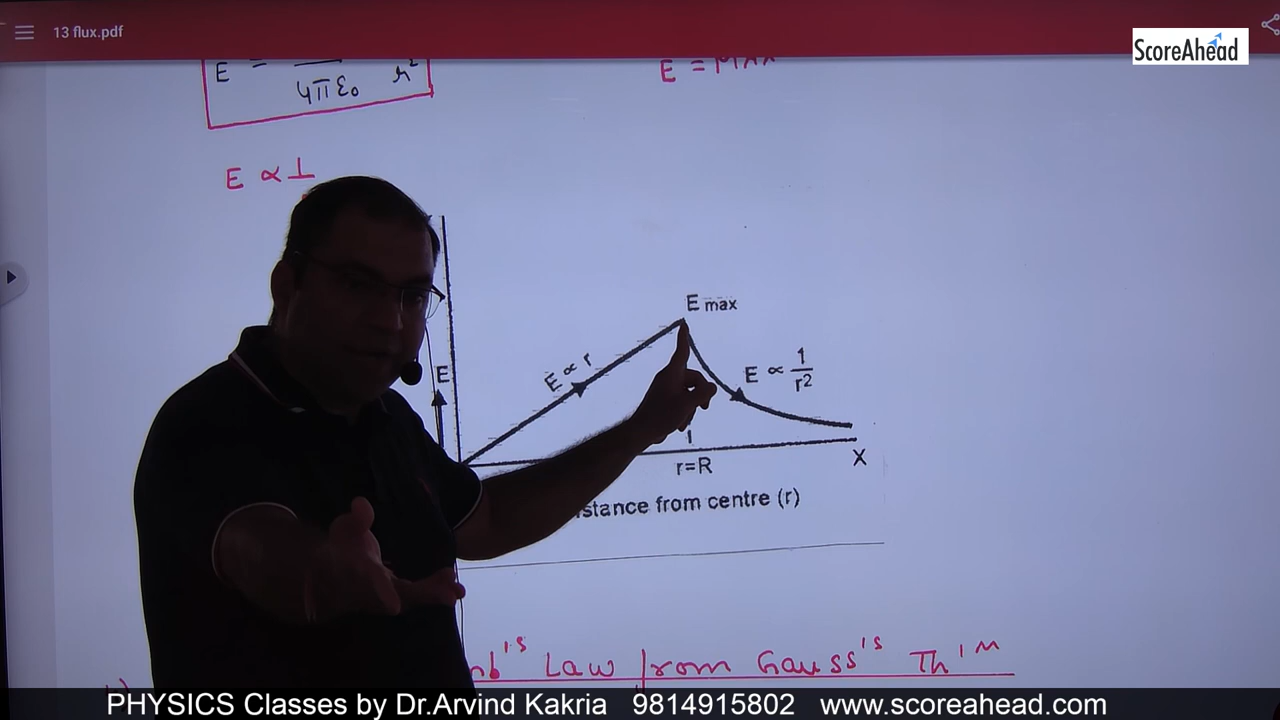 13 flux.pdf
ScoreAhead
E =
4πε₀ r²
E = MAX
E ∝ 1
E max
E ∝ r
E ∝ 1/r2
E
r=R
X
centre (r)
from
Law from Gauss's Th'm
PHYSICS Classes by Dr.Arvind Kakria 9814915802 www.scoreahead.com